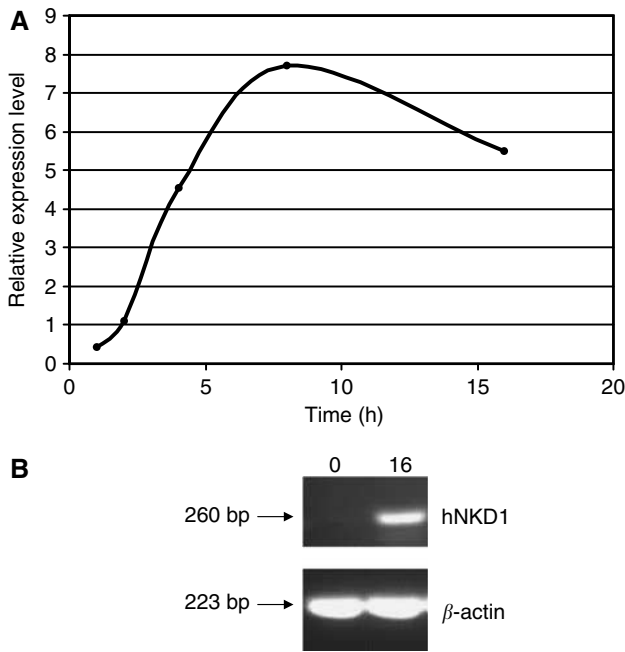 A
Relative expression level
9
8
7
6
5
4
3
2
1
0
0 5 10 15 20
Time (h)
B
0 16
260 bp hNKD1
223 bp β-actin